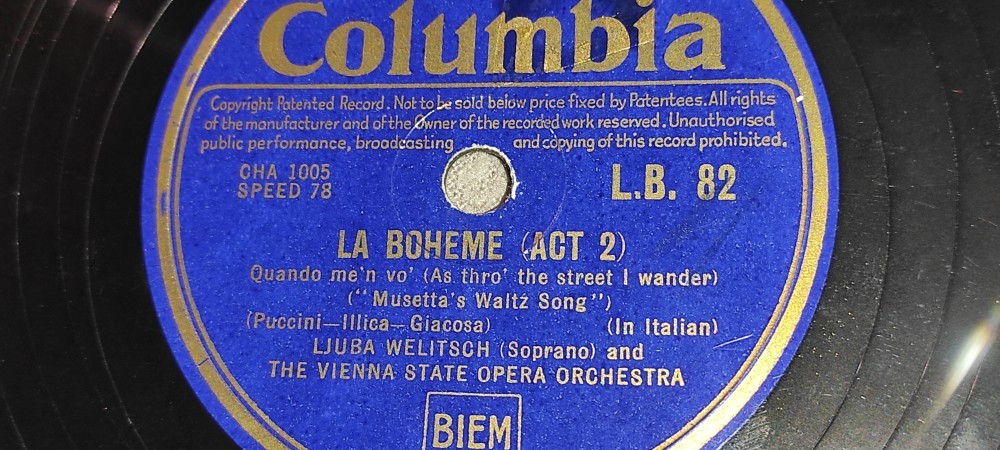 Columbia
Copyright Patented Record. Not to be sold below price fixed by Patentees. All rights
of the manufacturer and of the Owner of the recorded work reserved. Unauthorised
public performance, broadcasting and copying of this record prohibited.
CHA 1005
SPEED 78
L.B. 82
LA BOHEME (ACT 2)
Quando me'n vo' (As thro' the street I wander)
("Musetta's Waltz Song")
(Puccini—Illica—Giacosa) (In Italian)
LJUBA WELITSCH (Soprano) and
THE VIENNA STATE OPERA ORCHESTRA
BIEM